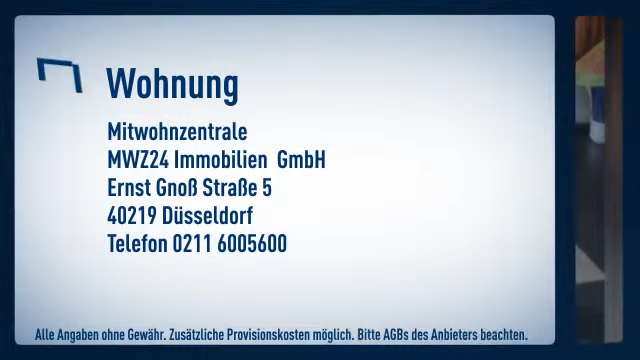 Wohnung
Mitwohnzentrale
MWZ24 Immobilien GmbH
Ernst Gnoß Straße 5
40219 Düsseldorf
Telefon 0211 6005600
Alle Angaben ohne Gewähr. Zusätzliche Provisionskosten möglich. Bitte AGBs des Anbieters beachten.